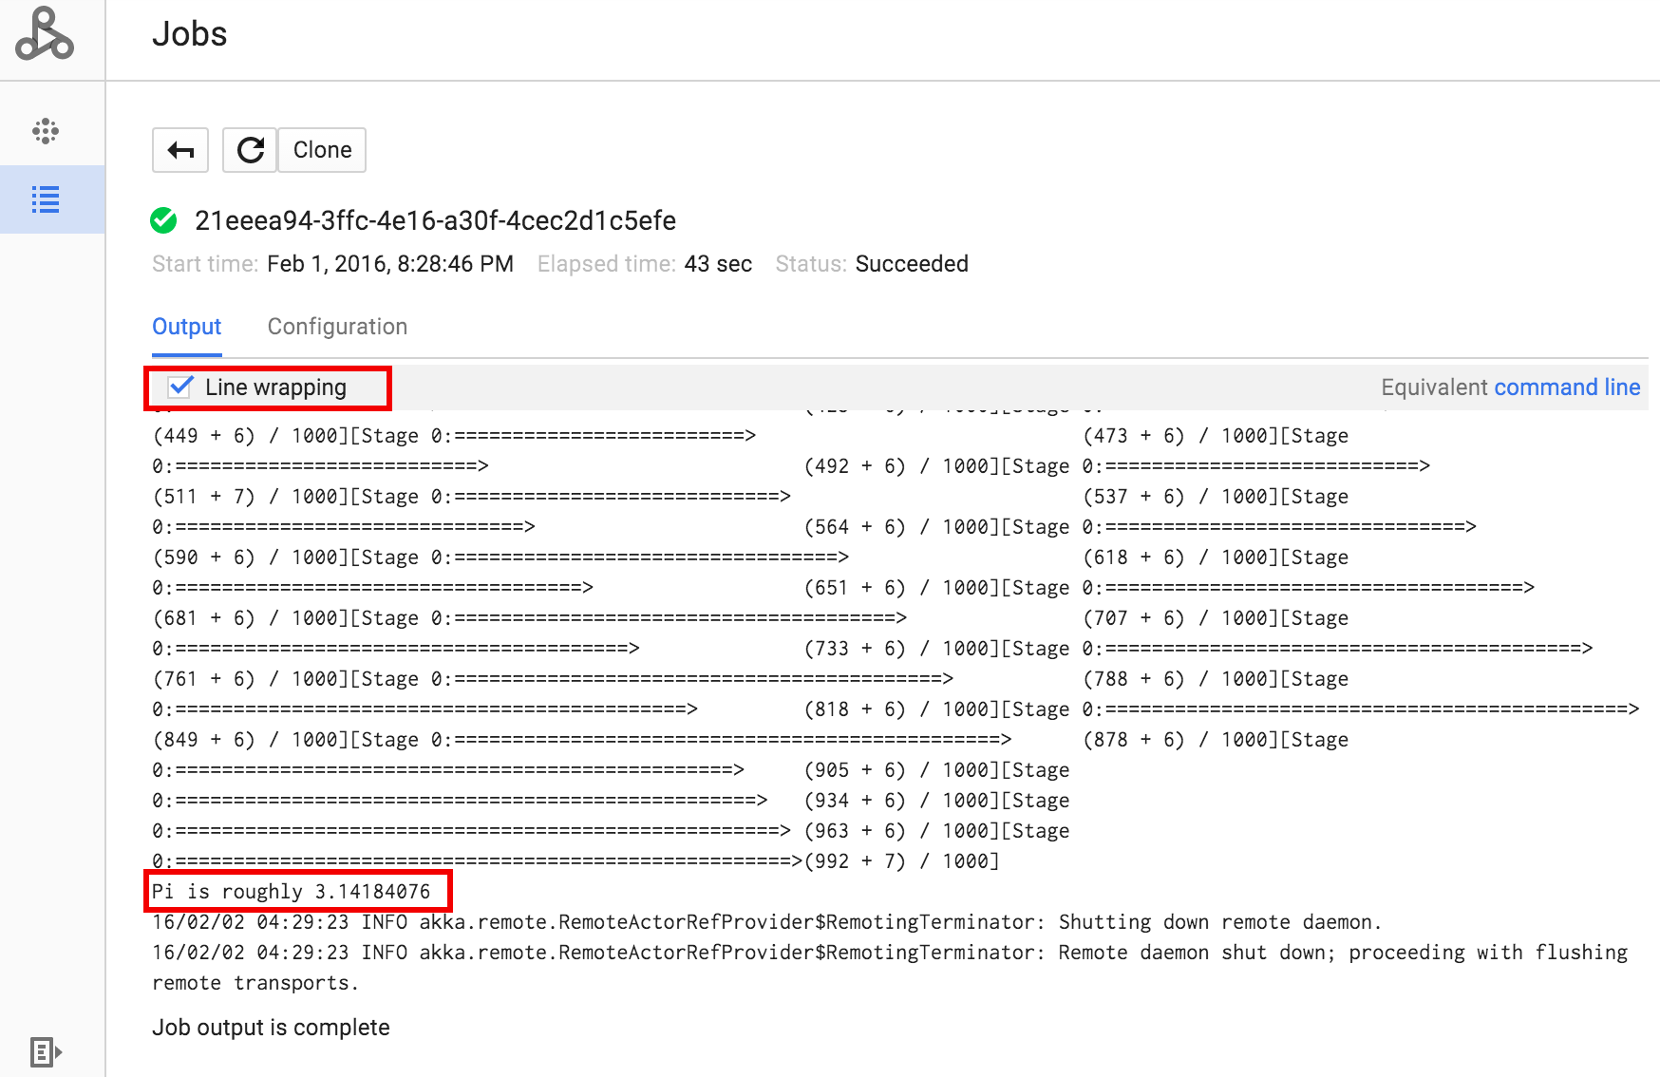 Jobs
Clone
21eeea94-3ffc-4e16-a30f-4cec2d1c5efe
Start time: Feb 1, 2016, 8:28:46 PM Elapsed time: 43 sec Status: Succeeded
Output Configuration
Line wrapping Equivalent command line
(449 + 6) / 1000][Stage 0:=========================> (473 + 6) / 1000][Stage
0:==========================> (492 + 6) / 1000][Stage 0:===========================>
(511 + 7) / 1000][Stage 0:============================> (537 + 6) / 1000][Stage
0:==============================> (564 + 6) / 1000][Stage 0:===============================>
(590 + 6) / 1000][Stage 0:=================================> (618 + 6) / 1000][Stage
0:===================================> (651 + 6) / 1000][Stage 0:====================================>
(681 + 6) / 1000][Stage 0:======================================> (707 + 6) / 1000][Stage
0:=======================================> (733 + 6) / 1000][Stage 0:=========================================>
(761 + 6) / 1000][Stage 0:==========================================> (788 + 6) / 1000][Stage
0:============================================> (818 + 6) / 1000][Stage 0:=============================================>
(849 + 6) / 1000][Stage 0:===============================================> (878 + 6) / 1000][Stage
0:================================================> (905 + 6) / 1000][Stage
0:==================================================> (934 + 6) / 1000][Stage
0:====================================================> (963 + 6) / 1000][Stage
0:=====================================================>(992 + 7) / 1000]
Pi is roughly 3.14184076
16/02/02 04:29:23 INFO akka.remote.RemoteActorRefProvider$RemotingTerminator: Shutting down remote daemon.
16/02/02 04:29:23 INFO akka.remote.RemoteActorRefProvider$RemotingTerminator: Remote daemon shut down; proceeding with flushing
remote transports.
Job output is complete